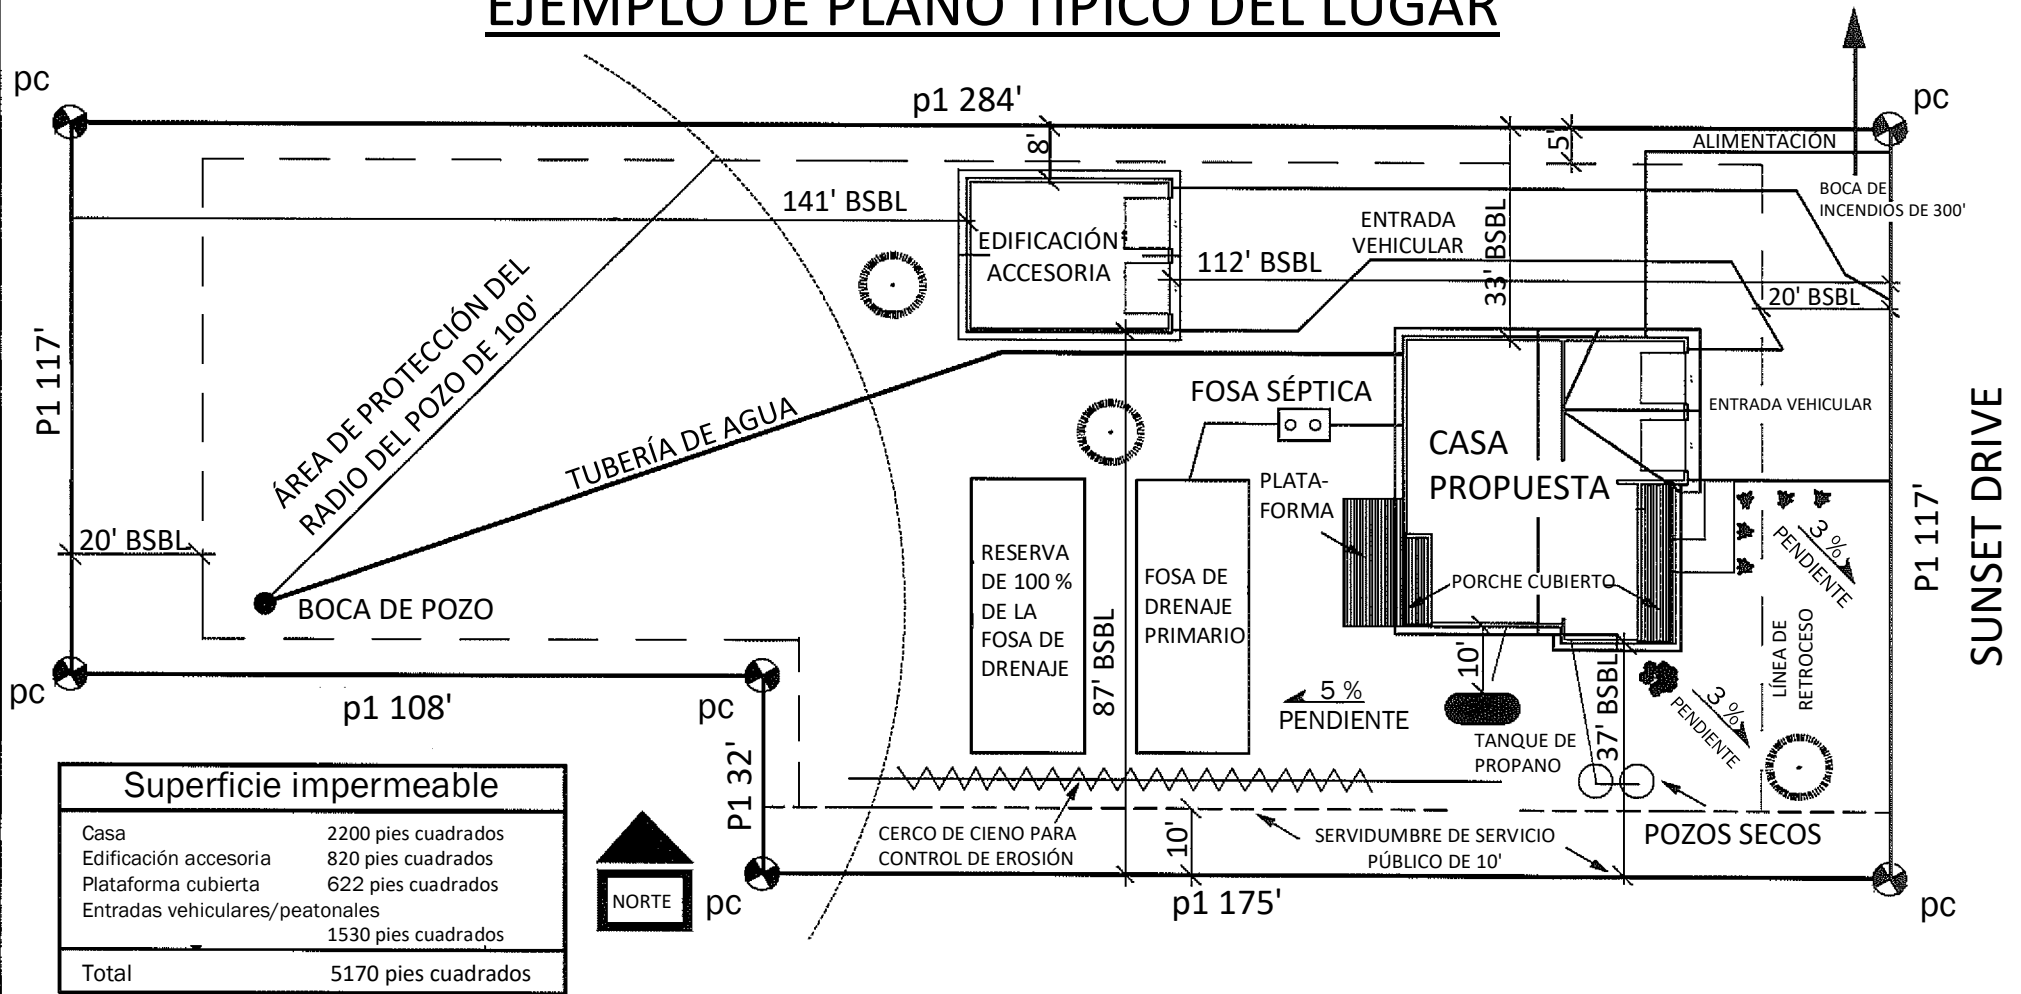 EJEMPLO DE PLANO TÍPICO DEL LUGAR
pc
p1 284'
pc
8'
5'
ALIMENTACIÓN
BOCA DE
INCENDIOS DE 300'
141' BSBL
EDIFICACIÓN
ACCESORIA
ENTRADA
VEHICULAR
33' BSBL
112' BSBL
20' BSBL
P1 117'
ÁREA DE PROTECCIÓN DEL
RADIO DEL POZO DE 100'
TUBERÍA DE AGUA
FOSA SÉPTICA
ENTRADA VEHICULAR
CASA
PROPUESTA
PLATA-
FORMA
SUNSET DRIVE
P1 117'
3 %
PENDIENTE
20' BSBL
RESERVA
DE 100 %
DE LA
FOSA DE
DRENAJE
FOSA DE
DRENAJE
PRIMARIO
PORCHE CUBIERTO
BOCA DE POZO
87' BSBL
10'
37' BSBL
LÍNEA DE
RETROCESO
pc
p1 108'
pc
5 %
PENDIENTE
3 %
PENDIENTE
TANQUE DE
PROPANO
P1 32'
CERCO DE CIENO PARA
CONTROL DE EROSIÓN
10'
SERVIDUMBRE DE SERVICIO
PÚBLICO DE 10'
POZOS SECOS
pc
p1 175'
pc
NORTE
Superficie impermeable
Casa 2200 pies cuadrados
Edificación accesoria 820 pies cuadrados
Plataforma cubierta 622 pies cuadrados
Entradas vehiculares/peatonales
1530 pies cuadrados
Total 5170 pies cuadrados